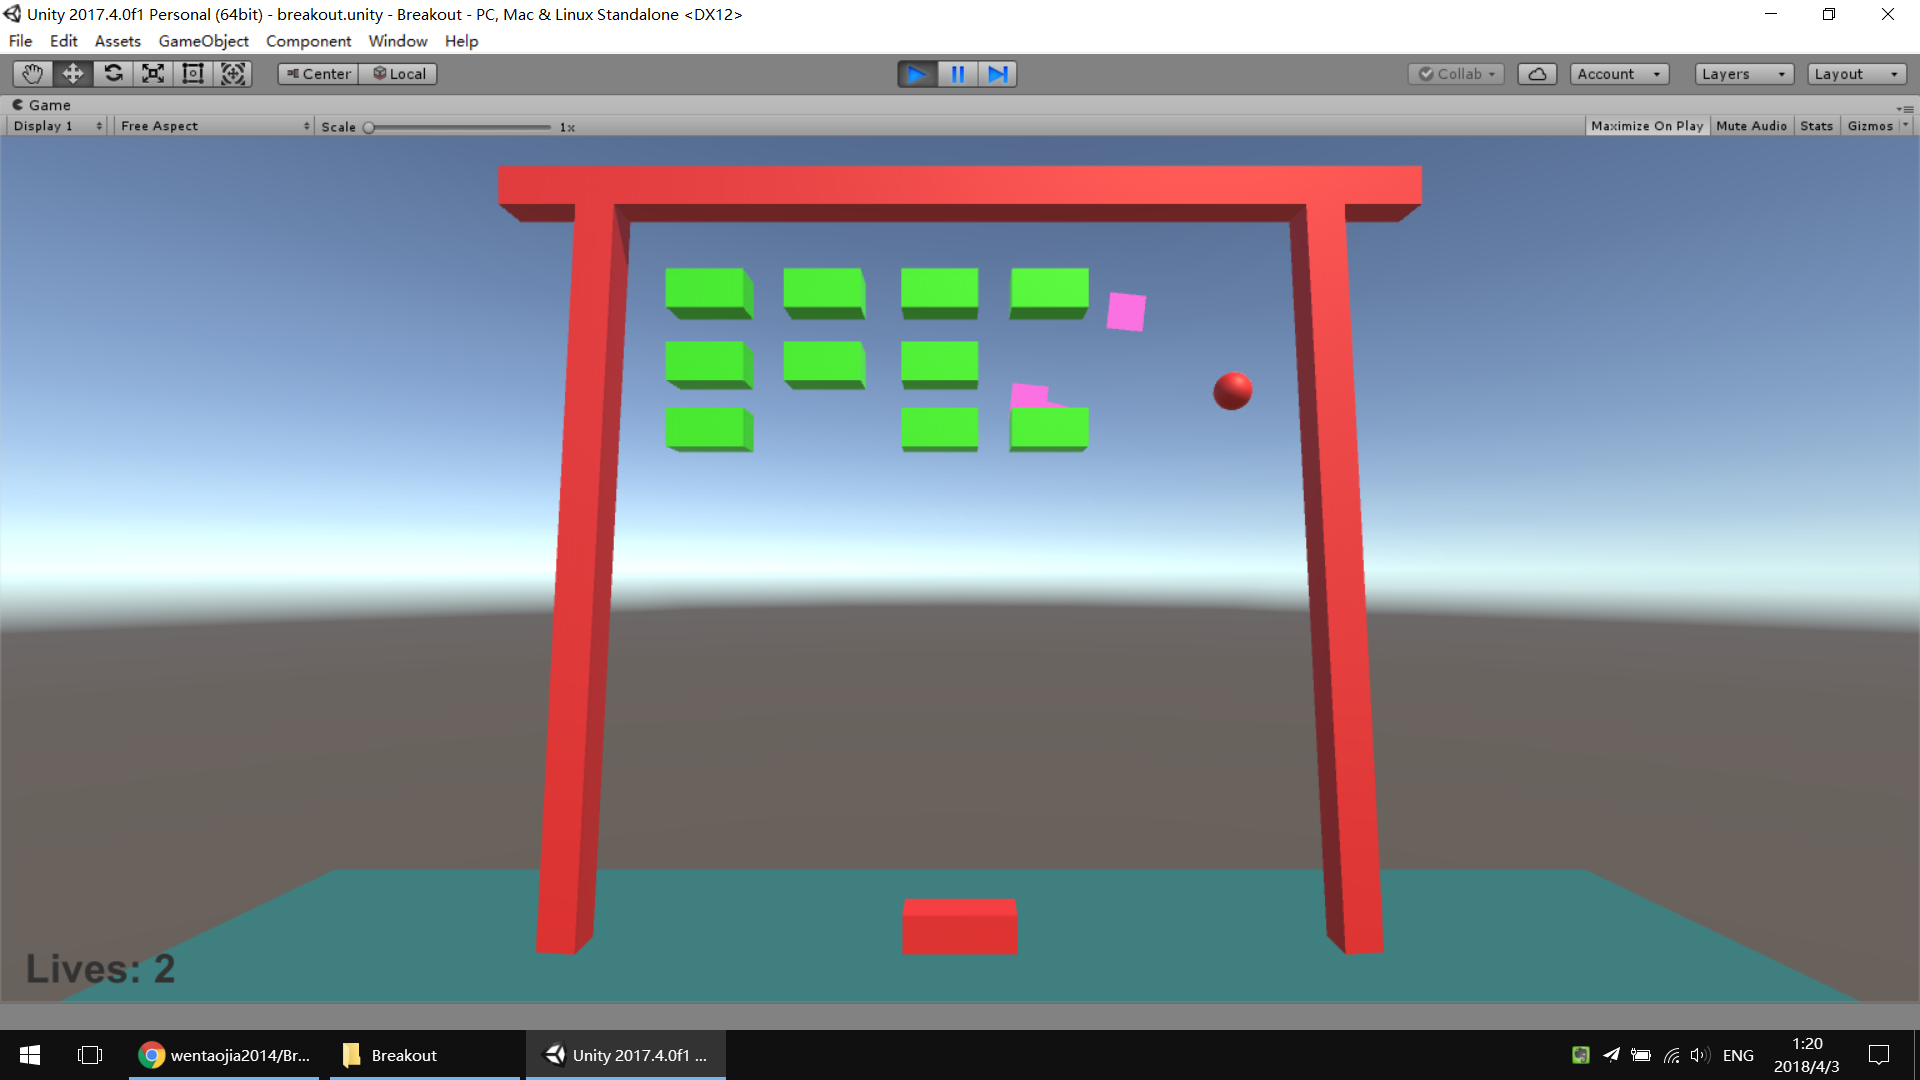 Unity 2017.4.0f1 Personal (64bit) - breakout.unity - Breakout - PC, Mac & Linux Standalone <DX12>
File Edit Assets GameObject Component Window Help
Center Local Collab Account Layers Layout
Game
Display 1 Free Aspect Scale 1x Maximize On Play Mute Audio Stats Gizmos
Lives: 2
wentaojia2014/Br... Breakout Unity 2017.4.0f1 ... ENG 1:20
2018/4/3